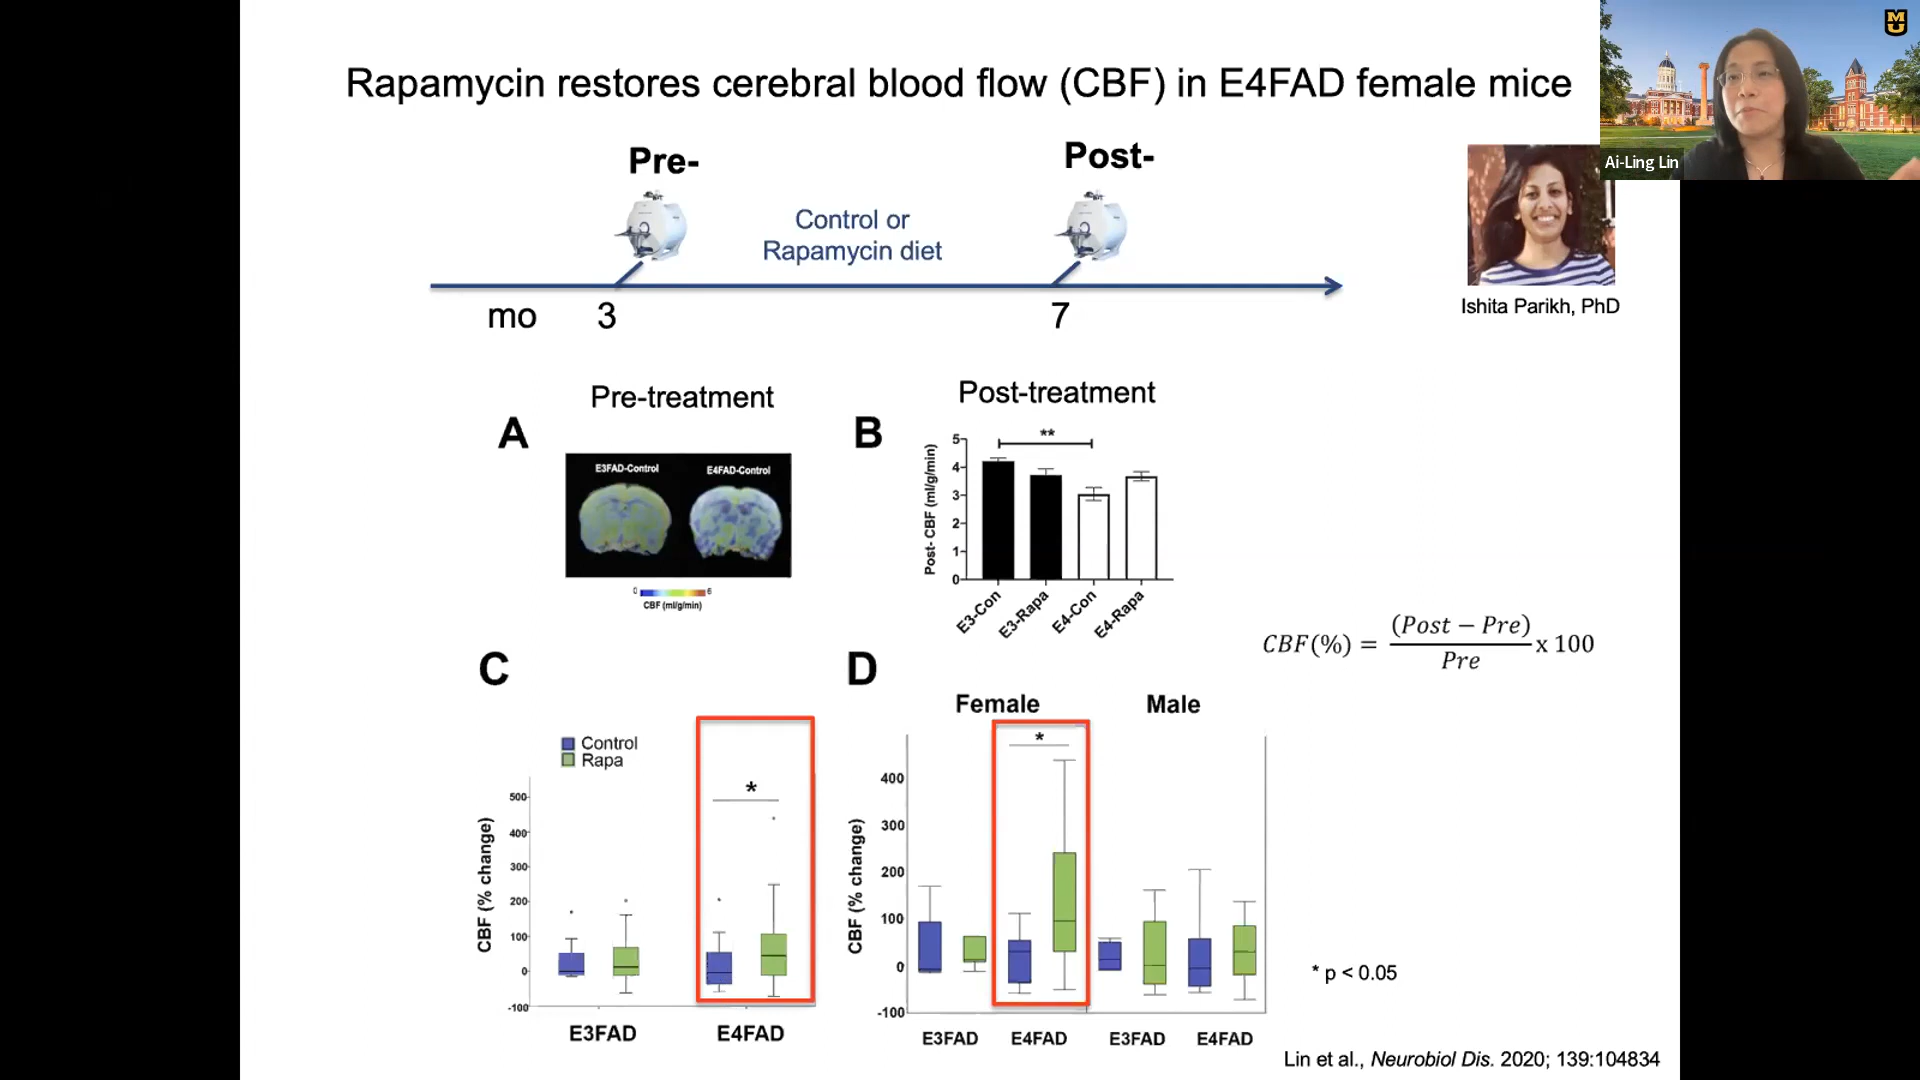 Rapamycin restores cerebral blood flow (CBF) in E4FAD female mice
MU
Ai-Ling Lin
Pre-
Post-
Control or
Rapamycin diet
mo 3 7
Ishita Parikh, PhD
Pre-treatment
Post-treatment
A
E3FAD-Control
E4FAD-Control
0 6
CBF (ml/g/min)
B
**
Post- CBF (ml/g/min)
5
4
3
2
1
0
E3-Con
E3-Rapa
E4-Con
E4-Rapa
CBF(%) = (Post − Pre) / Pre x 100
C
Control
Rapa
*
CBF (% change)
500
400
300
200
100
0
-100
E3FAD
E4FAD
D
Female
Male
*
CBF (% change)
400
300
200
100
0
-100
E3FAD
E4FAD
E3FAD
E4FAD
* p < 0.05
Lin et al., Neurobiol Dis. 2020; 139:104834